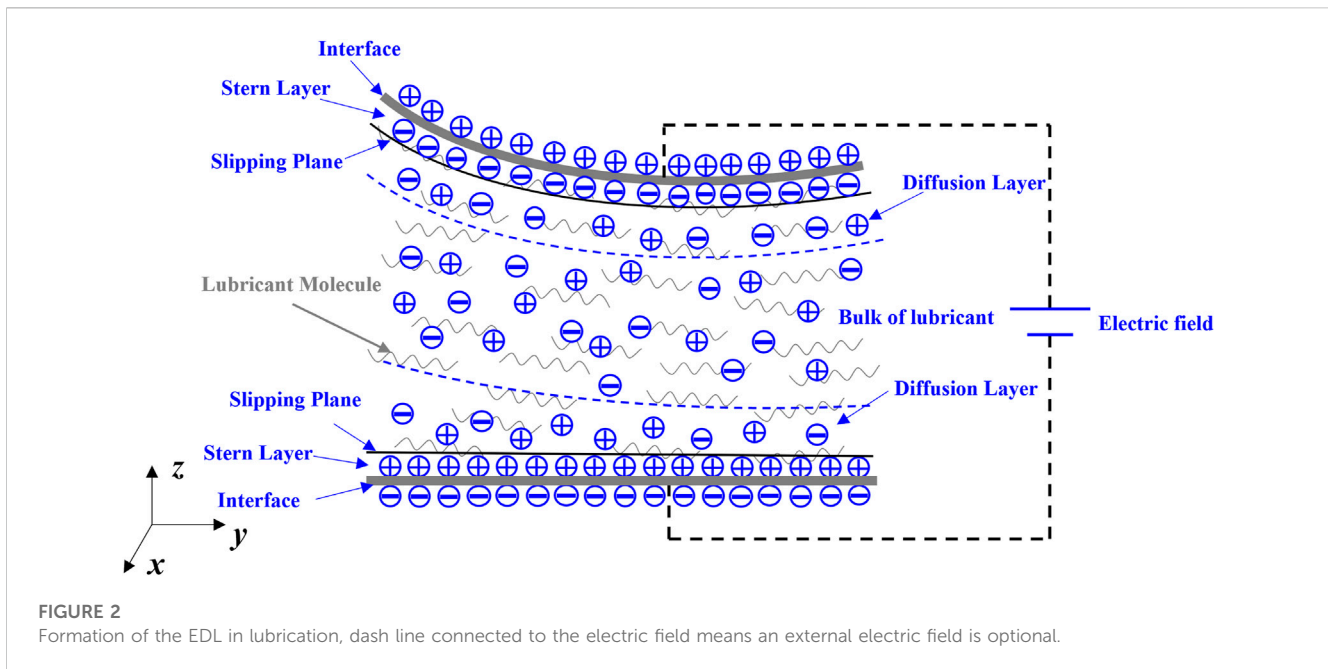 Interface
Stern Layer
Slipping Plane
Diffusion Layer
Lubricant Molecule
Bulk of lubricant
Electric field
Slipping Plane
Diffusion Layer
Stern Layer
Interface
z
y
x
FIGURE 2
Formation of the EDL in lubrication, dash line connected to the electric field means an external electric field is optional.